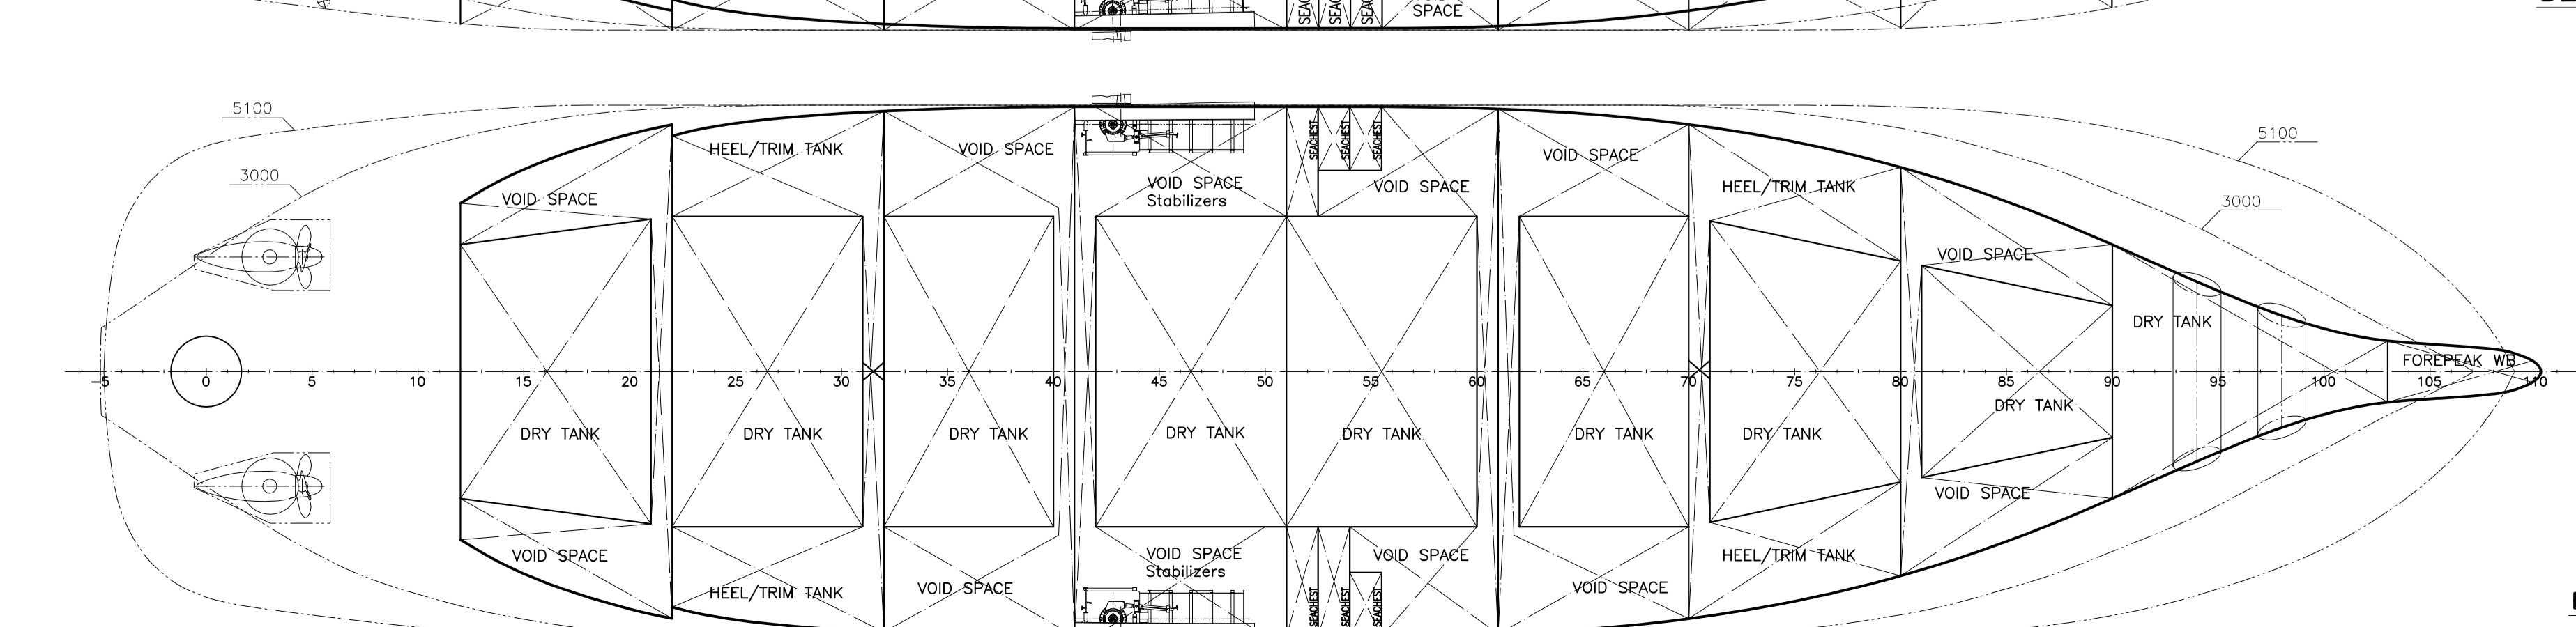 SEAC
SEAC
SEAC
SPACE
5100
3000
HEEL/TRIM TANK
VOID SPACE
VOID SPACE
VOID SPACE
Stabilizers
SEACHEST
SEACHEST
SEACHEST
VOID SPACE
VOID SPACE
HEEL/TRIM TANK
5100
3000
VOID SPACE
DRY TANK
FOREPEAK WB
-5 0 5 10 15 20 25 30 35 40 45 50 55 60 65 70 75 80 85 90 95 100 105 110
DRY TANK
DRY TANK
DRY TANK
DRY TANK
DRY TANK
DRY TANK
DRY TANK
DRY TANK
VOID SPACE
VOID SPACE
HEEL/TRIM TANK
VOID SPACE
VOID SPACE
Stabilizers
SEACHEST
SEACHEST
SEACHEST
VOID SPACE
VOID SPACE
HEEL/TRIM TANK